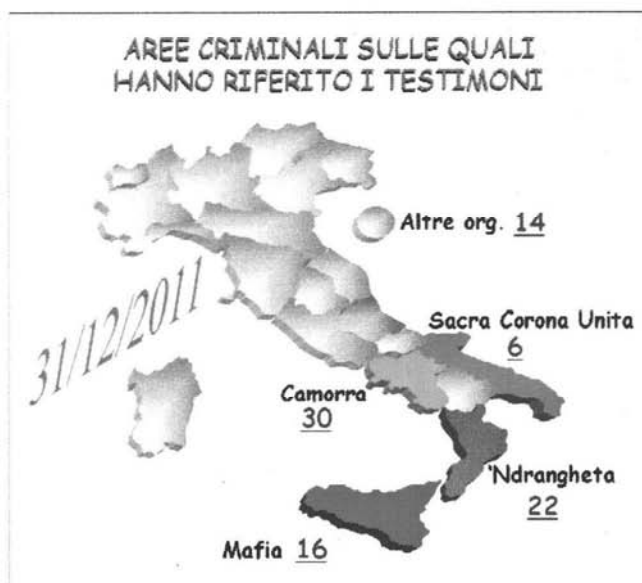 AREE CRIMINALI SULLE QUALI
HANNO RIFERITO I TESTIMONI
Altre org. 14
31/12/2011
Sacra Corona Unita
6
Camorra
30
'Ndrangheta
22
Mafia 16